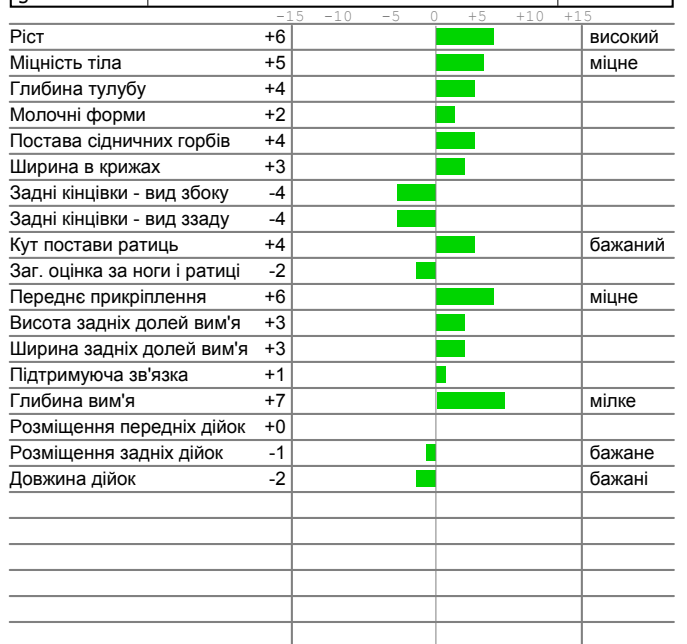 -15 -10 -5 0 +5 +10 +15
Ріст +6 високий
Міцність тіла +5 міцне
Глибина тулубу +4
Молочні форми +2
Постава сідничних горбів +4
Ширина в крижах +3
Задні кінцівки - вид збоку -4
Задні кінцівки - вид ззаду -4
Кут постави ратиць +4 бажаний
Заг. оцінка за ноги і ратиці -2
Переднє прикріплення +6 міцне
Висота задніх долей вим'я +3
Ширина задніх долей вим'я +3
Підтримуюча зв'язка +1
Глибина вим'я +7 мілке
Розміщення передніх дійок +0
Розміщення задніх дійок -1 бажане
Довжина дійок -2 бажані